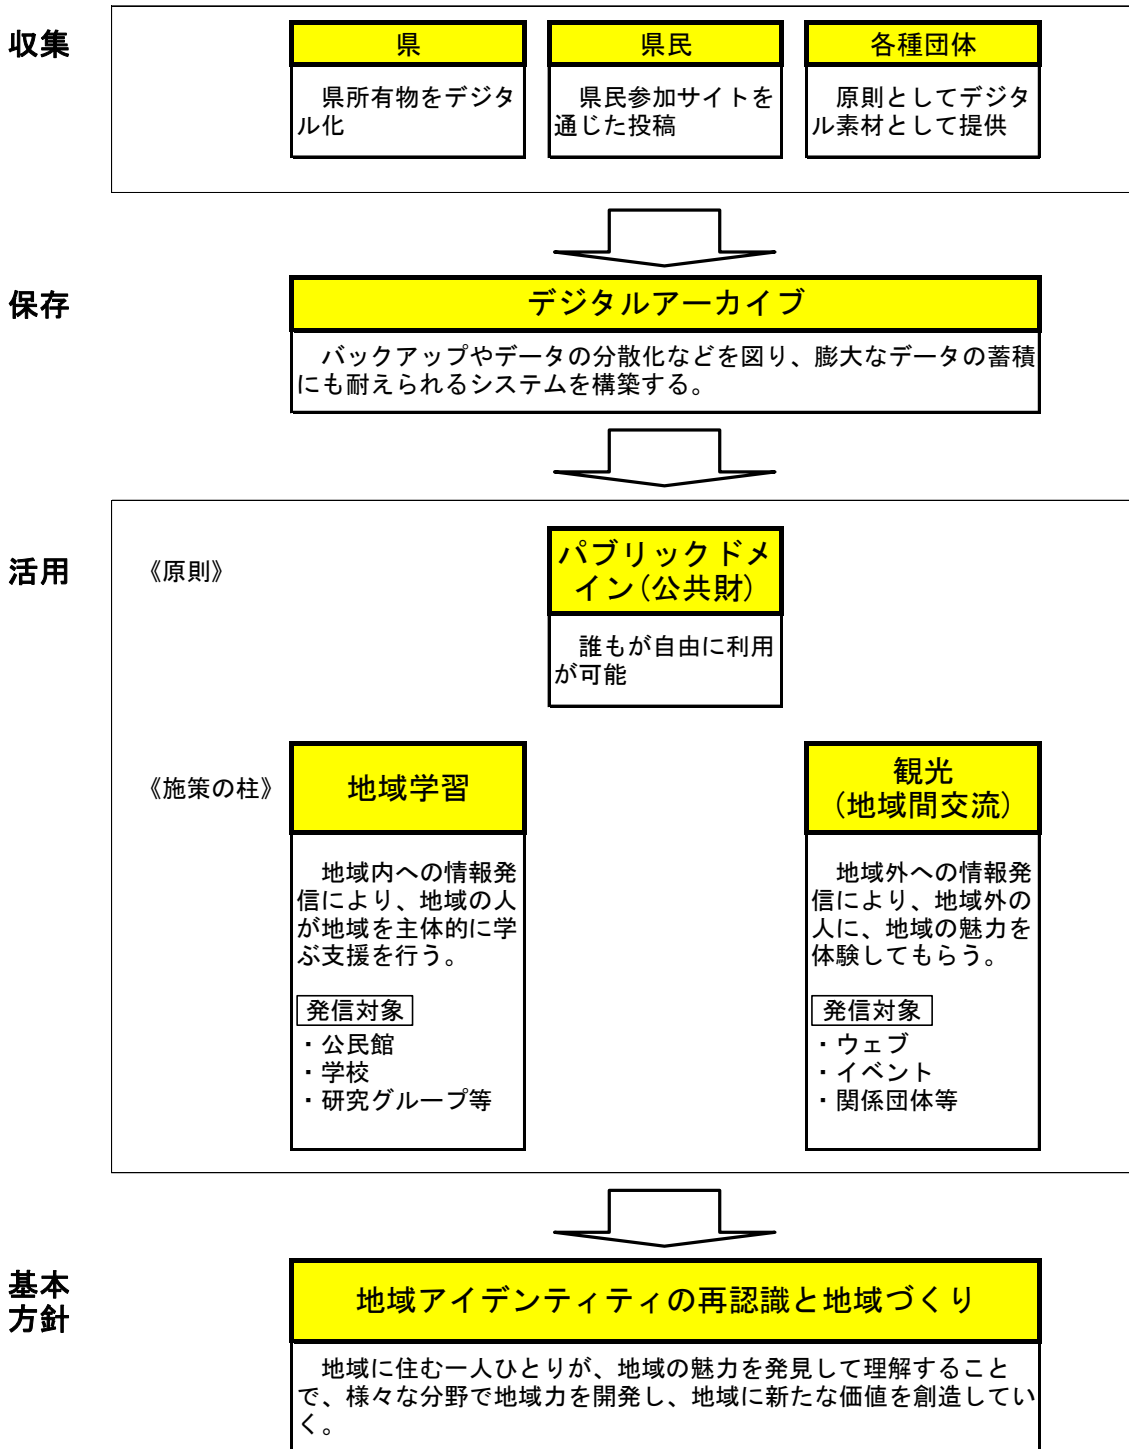 収集
県
県所有物をデジタ
ル化
県民
県民参加サイトを
通じた投稿
各種団体
原則としてデジタ
ル素材として提供
保存
デジタルアーカイブ
バックアップやデータの分散化などを図り、膨大なデータの蓄積
にも耐えられるシステムを構築する。
活用
《原則》
パブリックドメ
イン(公共財)
誰もが自由に利用
が可能
《施策の柱》
地域学習
地域内への情報発
信により、地域の人
が地域を主体的に学
ぶ支援を行う。
発信対象
・公民館
・学校
・研究グループ等
観光
(地域間交流)
地域外への情報発
信により、地域外の
人に、地域の魅力を
体験してもらう。
発信対象
・ウェブ
・イベント
・関係団体等
基本
方針
地域アイデンティティの再認識と地域づくり
地域に住む一人ひとりが、地域の魅力を発見して理解すること
で、様々な分野で地域力を開発し、地域に新たな価値を創造してい
く。